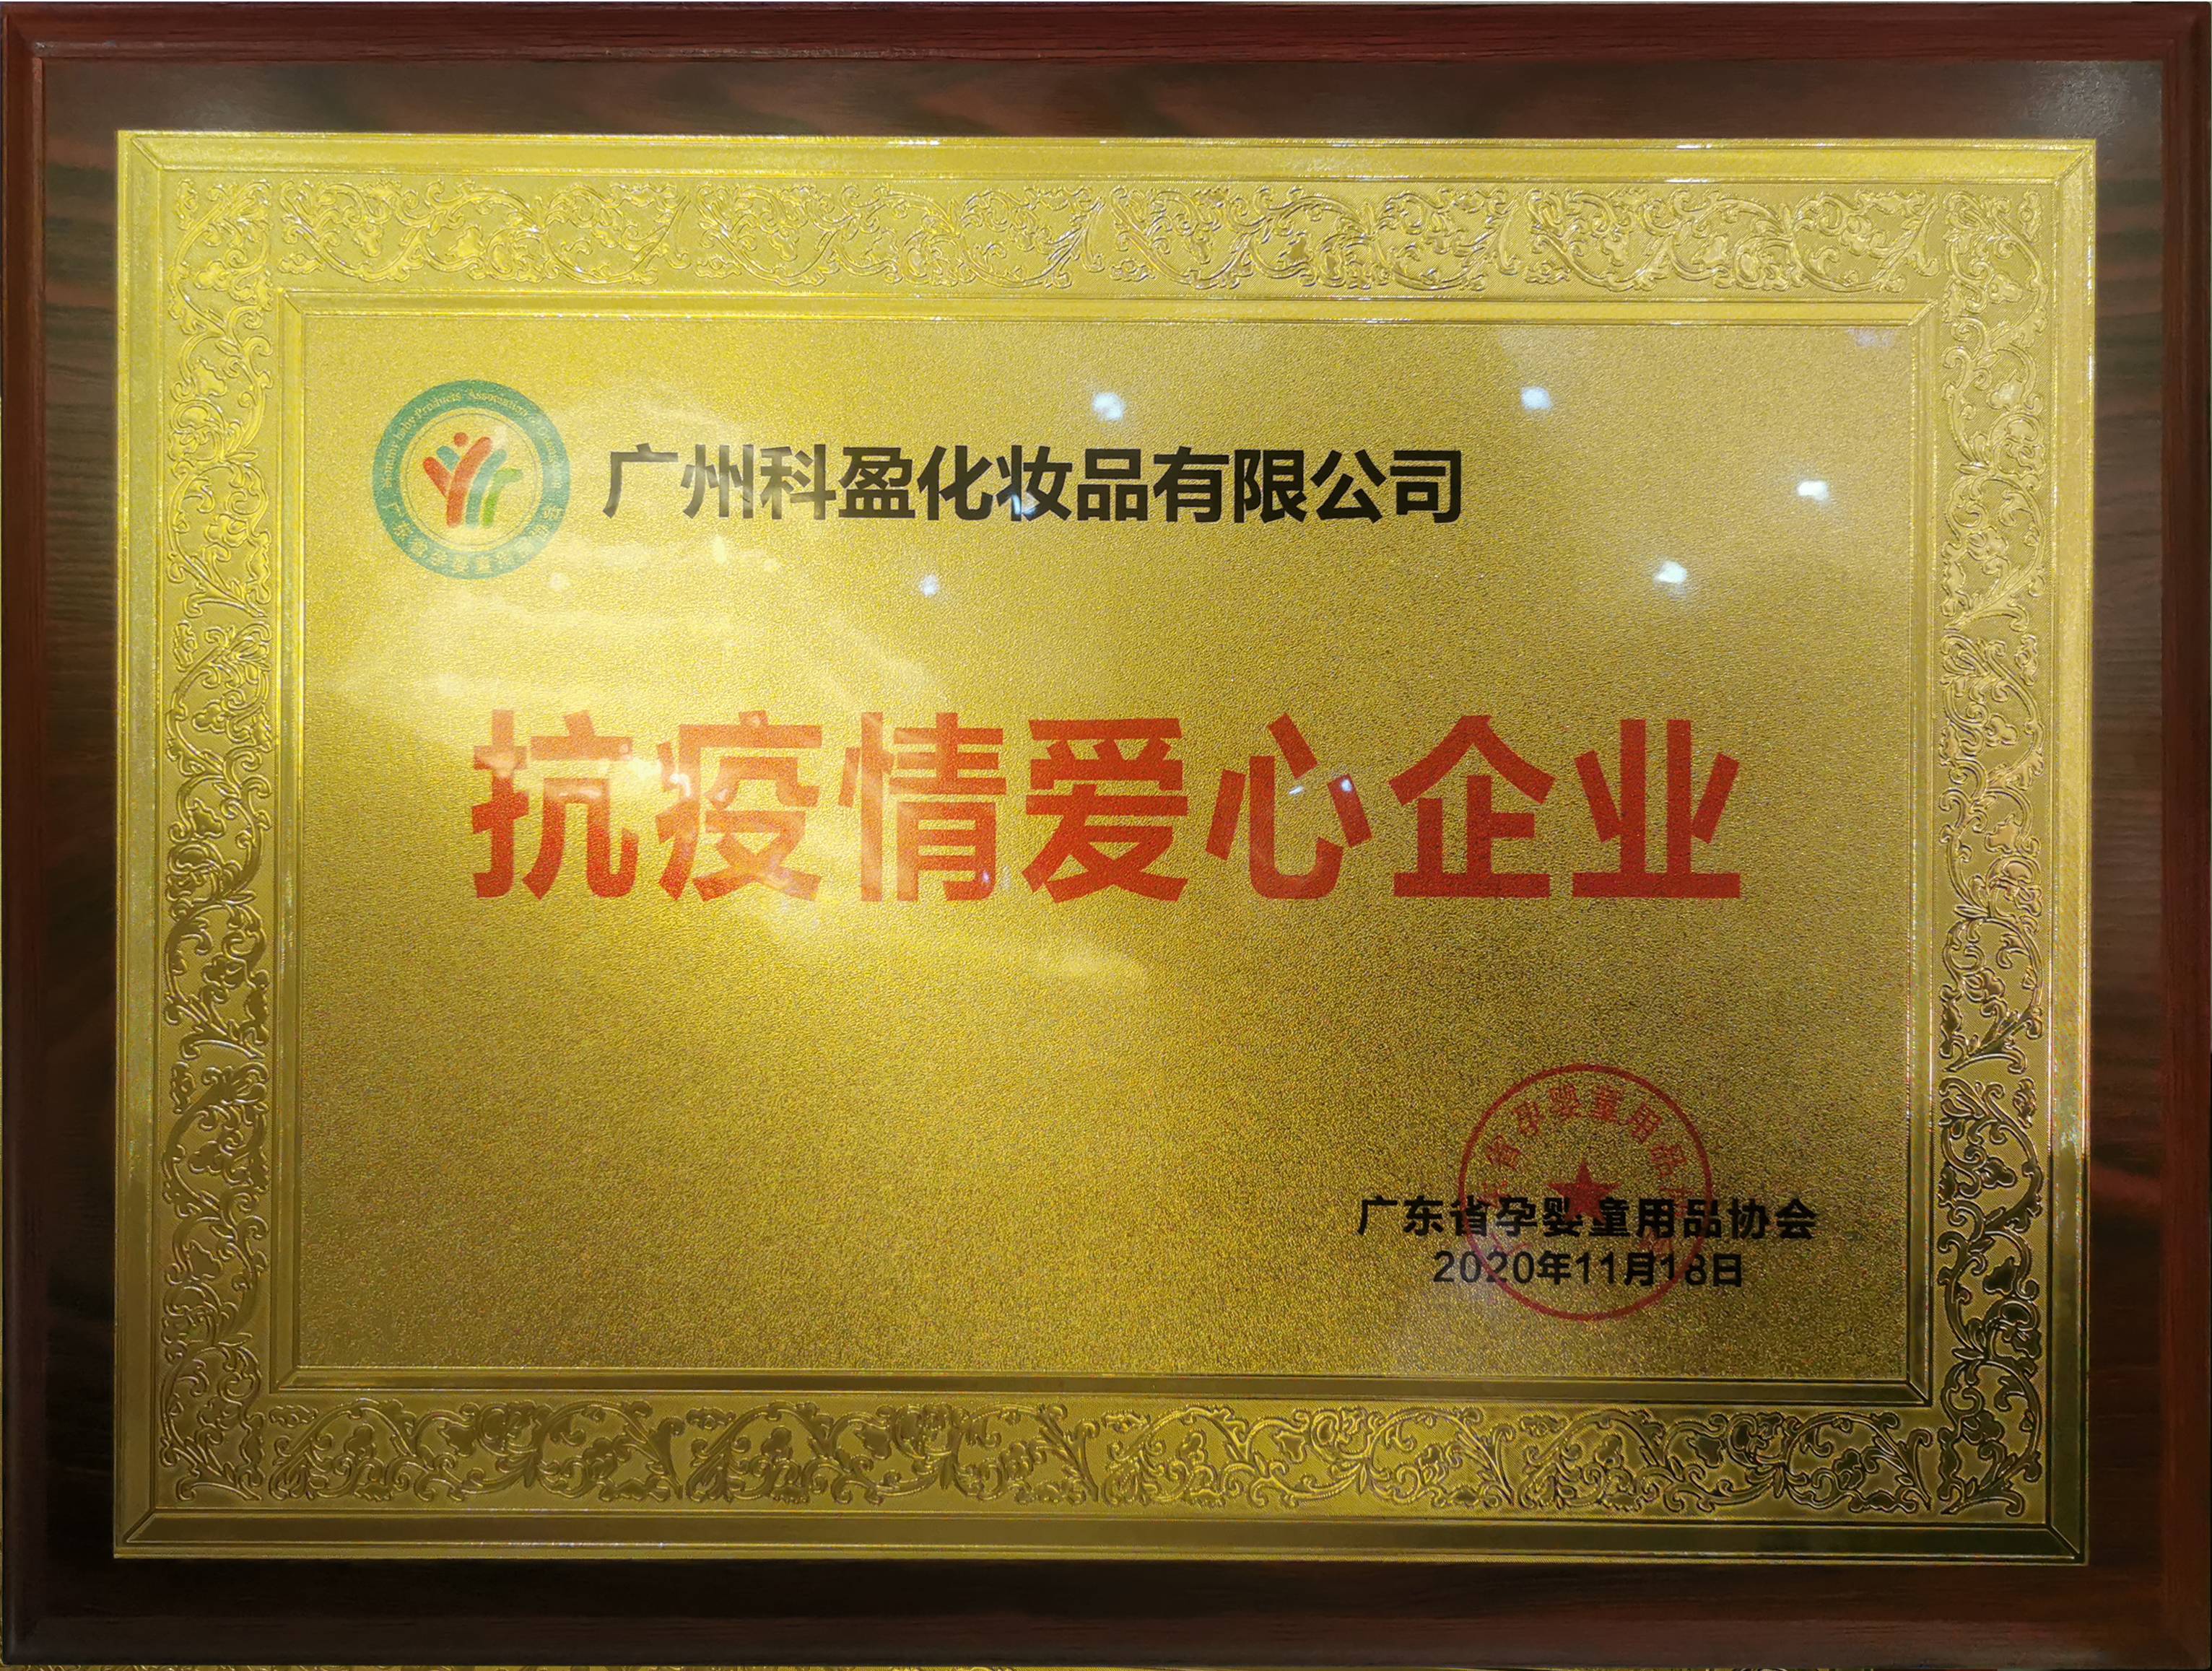 广州科盈化妆品有限公司
抗疫情爱心企业
广东省孕婴童用品协会
2020年11月18日